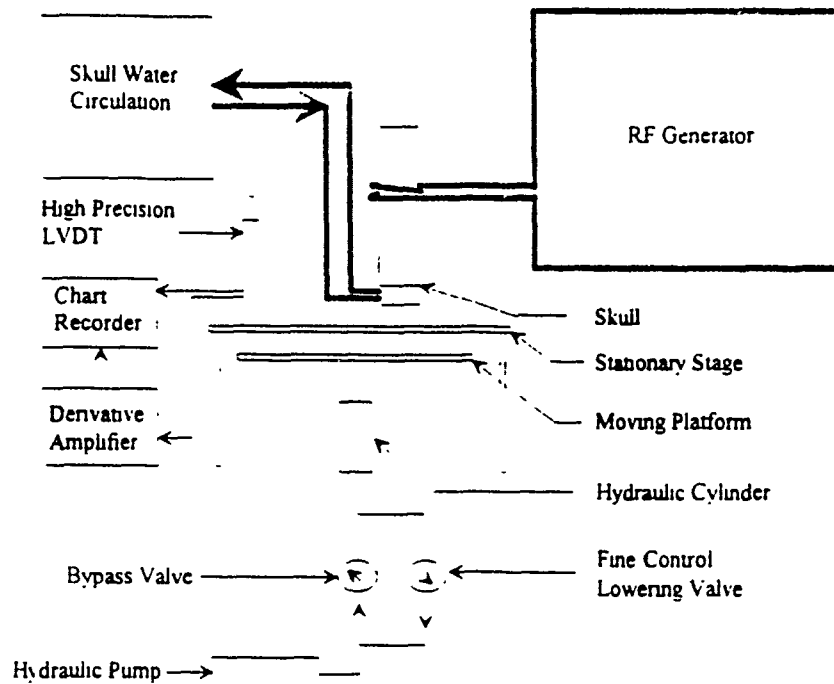 Skull Water
Circulation
RF Generator
High Precision
LVDT
Chart
Recorder
Skull
Stationary Stage
Moving Platform
Derivative
Amplifier
Hydraulic Cylinder
Bypass Valve
Fine Control
Lowering Valve
Hydraulic Pump